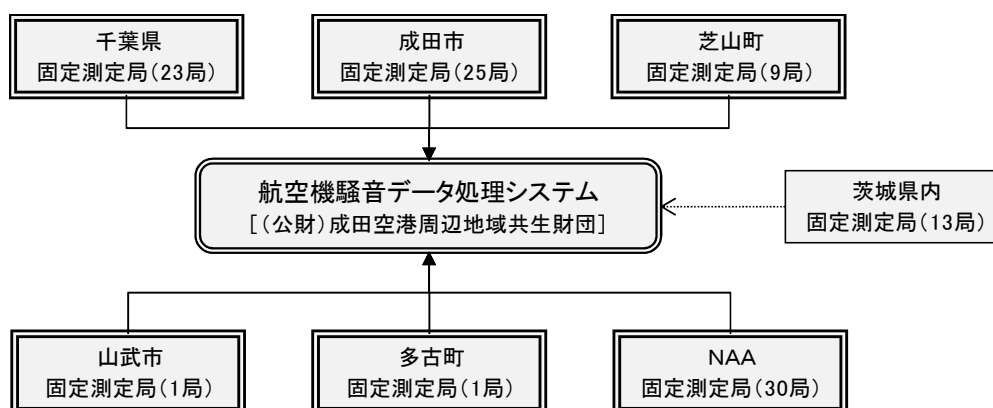 千葉県
固定測定局(23局)
成田市
固定測定局(25局)
芝山町
固定測定局(9局)
航空機騒音データ処理システム
[(公財)成田空港周辺地域共生財団]
茨城県内
固定測定局(13局)
山武市
固定測定局(1局)
多古町
固定測定局(1局)
NAA
固定測定局(30局)